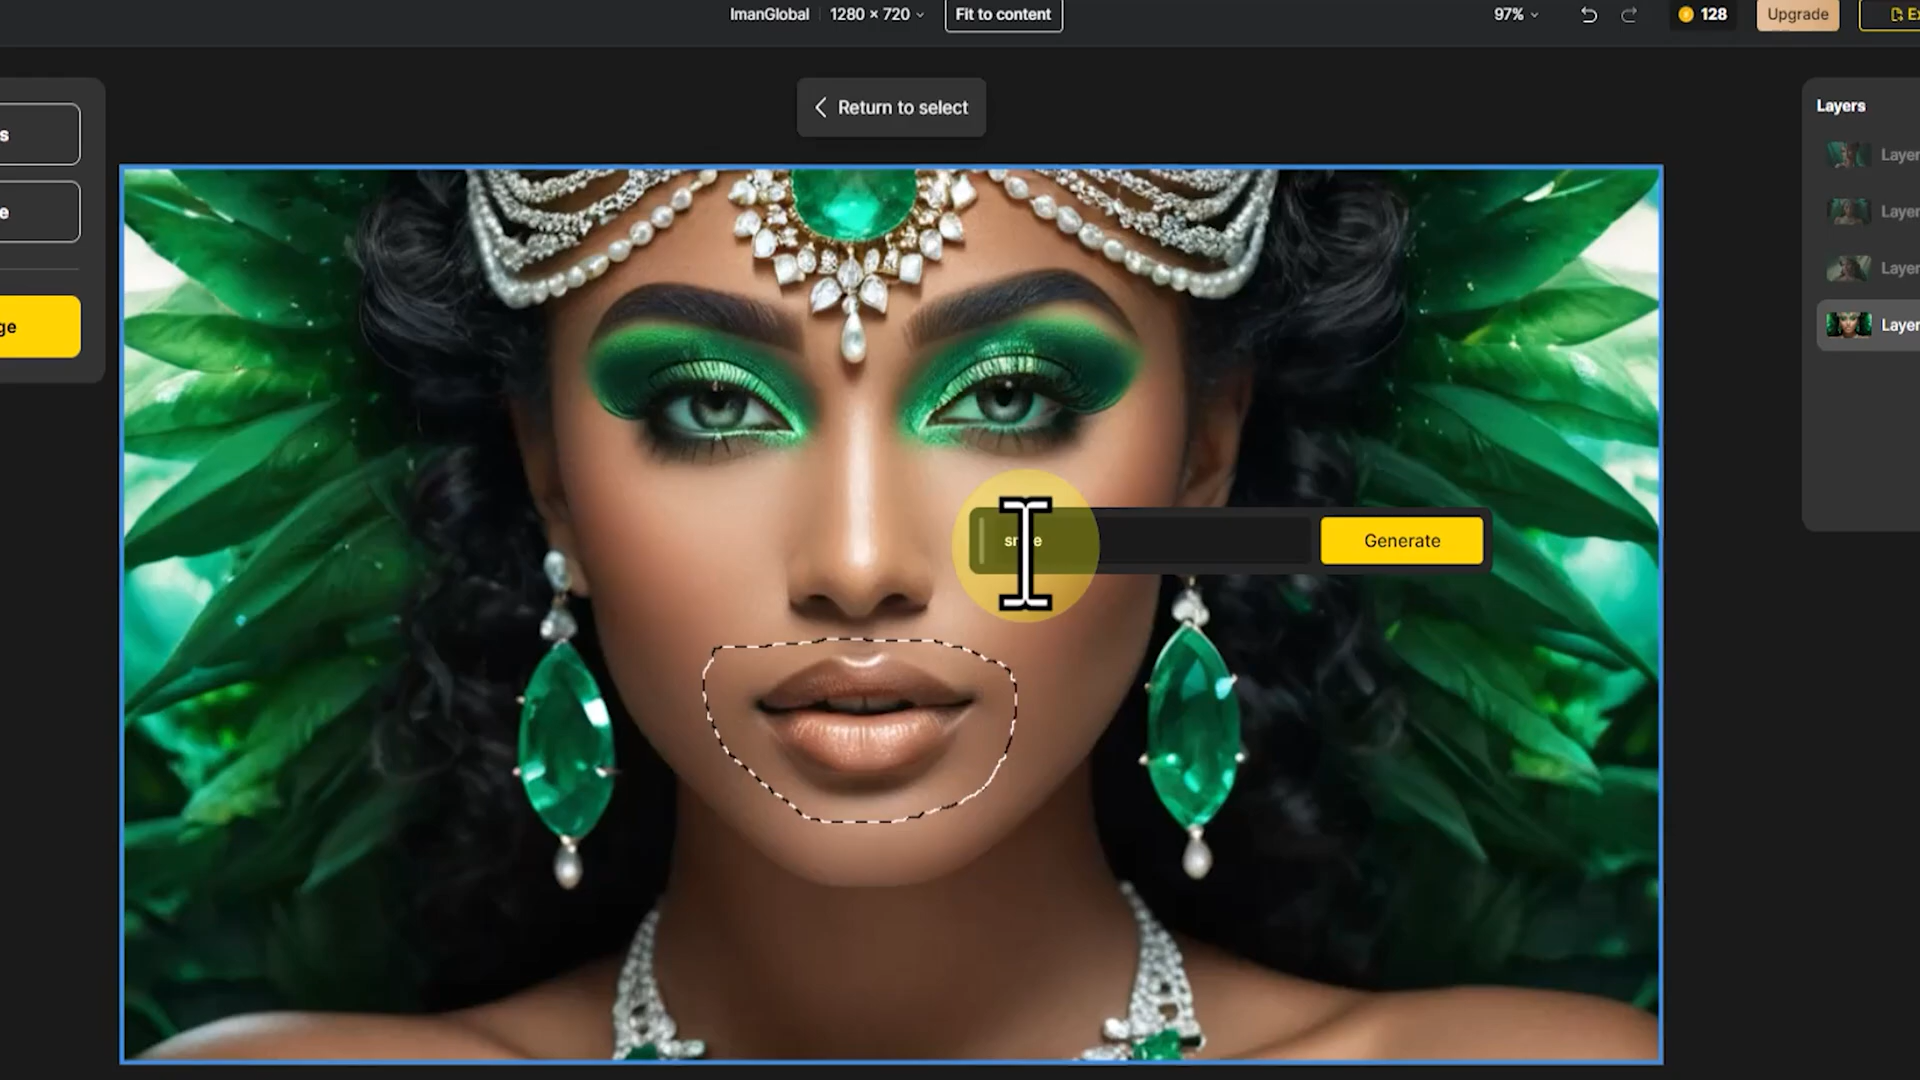 ImanGlobal 1280 × 720 Fit to content 97% 128 Upgrade
Return to select
Layers
s
Layer
e
Layer
Layer
ge
Layer
Generate